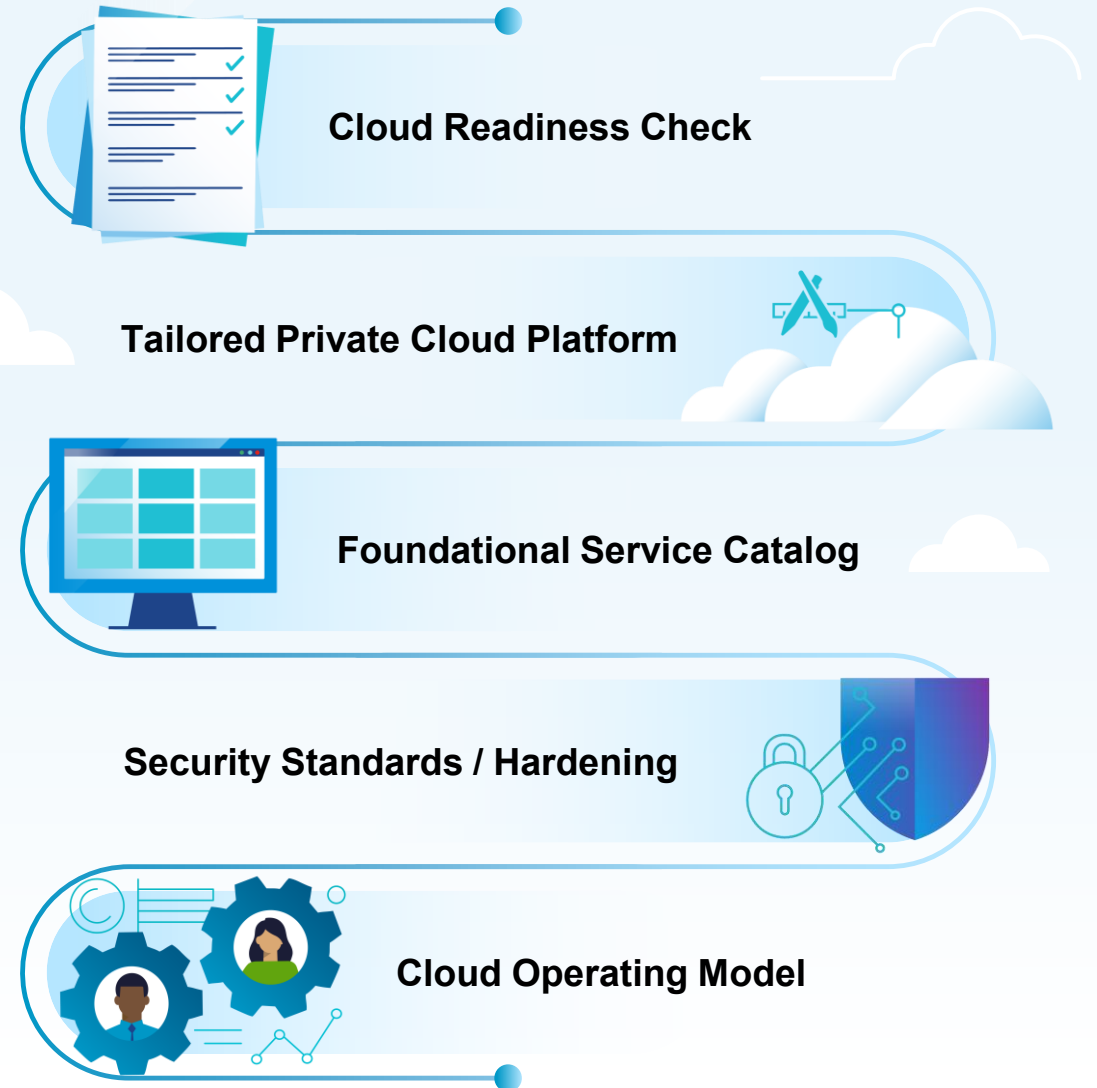 Cloud Readiness Check
Tailored Private Cloud Platform
Foundational Service Catalog
Security Standards / Hardening
Cloud Operating Model